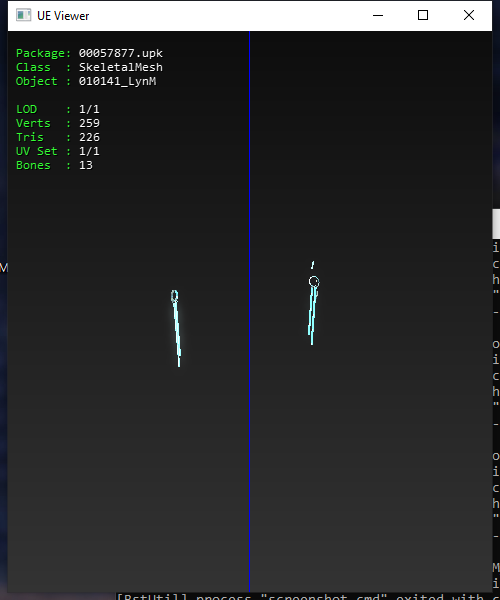 UE Viewer
Package: 00057877.upk
Class : SkeletalMesh
Object : 010141_LynM
LOD : 1/1
Verts : 259
Tris : 226
UV Set : 1/1
Bones : 13
[BstUtil] process "screenshot.cmd" exited with c